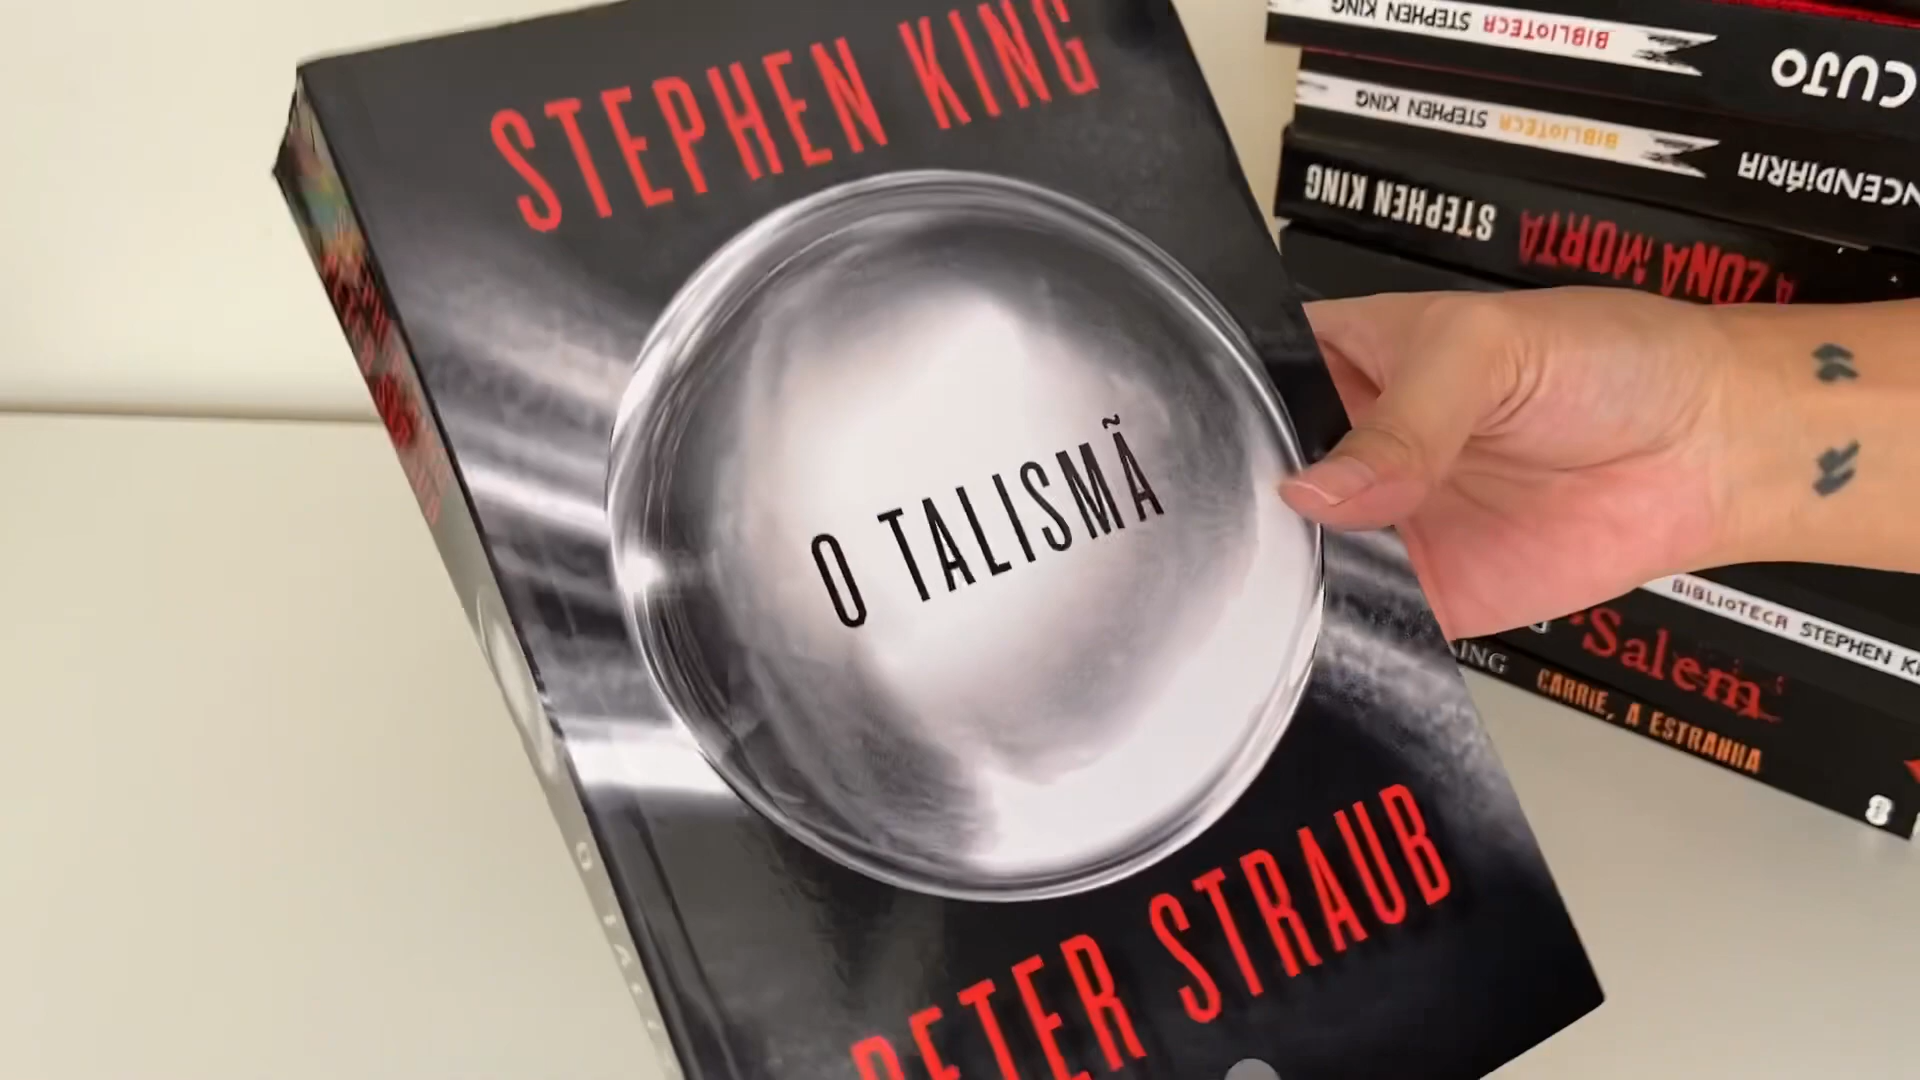 STEPHEN KING
O TALISMÃ
PETER STRAUB
BIBLIOTECA STEPHEN KING
CUJO
BIBLIOTECA STEPHEN KING
NCENDIÁRIA
STEPHEN KING A ZONA MORTA
BIBLIOTECA STEPHEN K
'Salem
KING CARRIE, A ESTRANHA